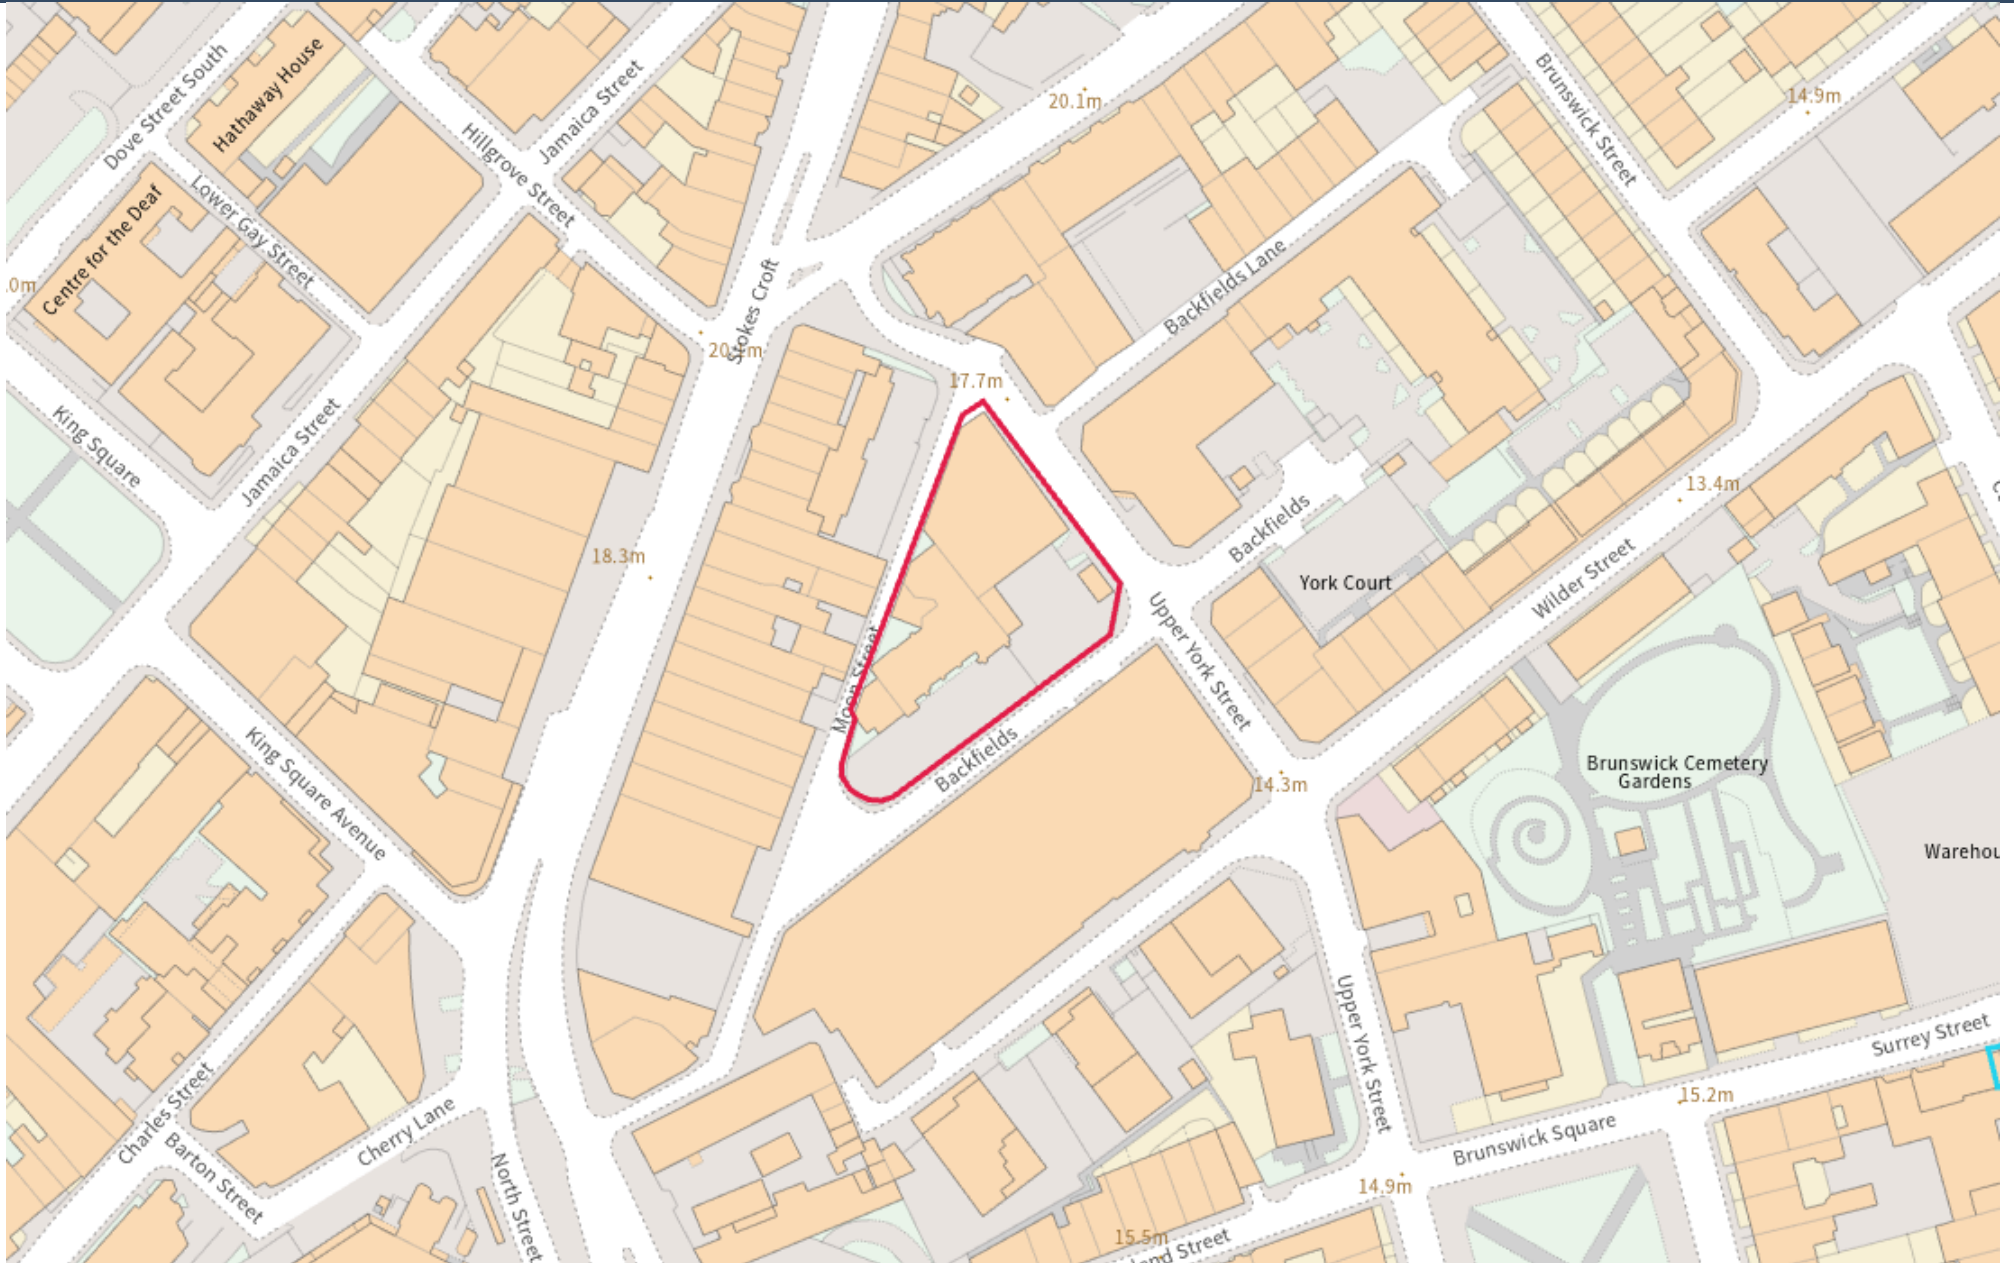 Dove Street South
Hathaway House
Hillgrove Street
Jamaica Street
20.1m
Brunswick Street
14.9m
Centre for the Deaf
Lower Gay Street
.0m
Stokes Croft
Backfields Lane
17.7m
King Square
Jamaica Street
18.3m
Backfields
13.4m
York Court
Wilder Street
Moon Street
Upper York Street
Backfields
King Square Avenue
14.3m
Brunswick Cemetery
Gardens
Warehou
Upper York Street
Surrey Street
Charles Street
Barton Street
Cherry Lane
North Street
15.2m
Brunswick Square
14.9m
15.5m
and Street